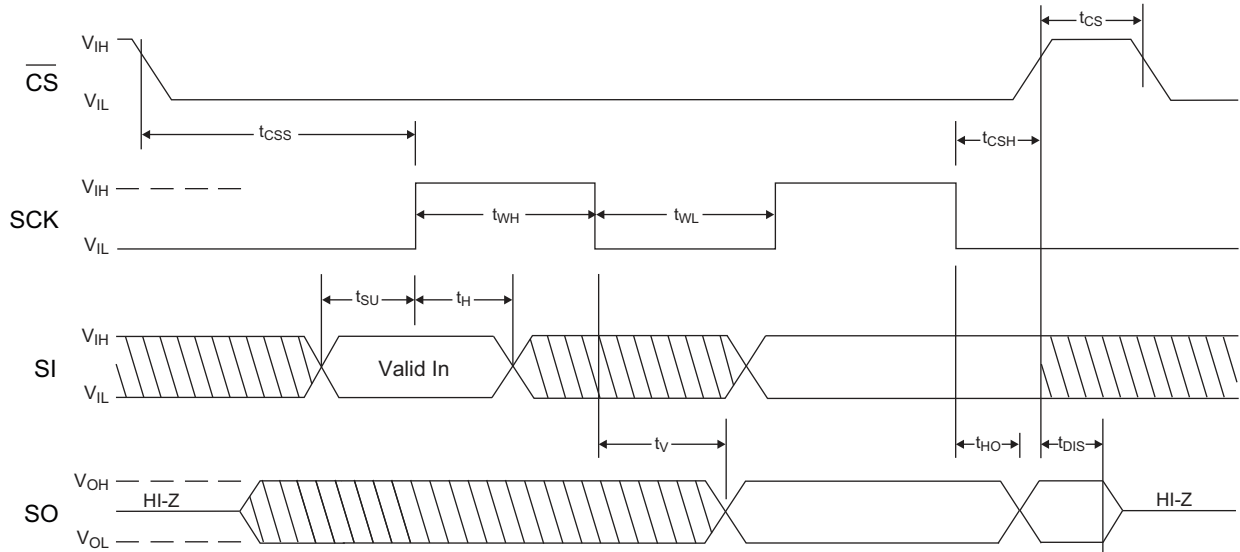 tCS
VIH
CS
VIL
tCSS
tCSH
VIH
SCK
tWH
tWL
VIL
tSU
tH
VIH
SI
Valid In
VIL
tV
tHO
tDIS
VOH
HI-Z
HI-Z
SO
VOL